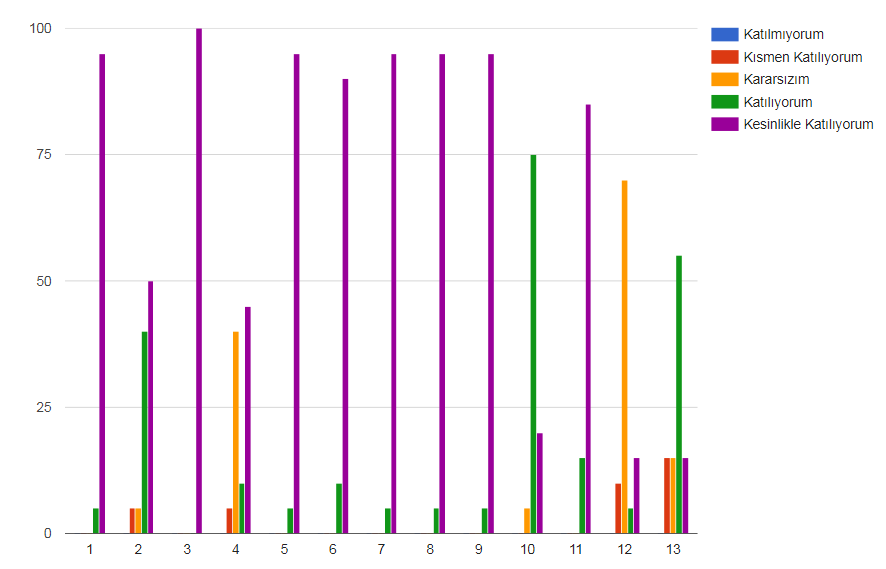 100
75
50
25
0
1 2 3 4 5 6 7 8 9 10 11 12 13
Katılmıyorum
Kısmen Katılıyorum
Kararsızım
Katılıyorum
Kesinlikle Katılıyorum